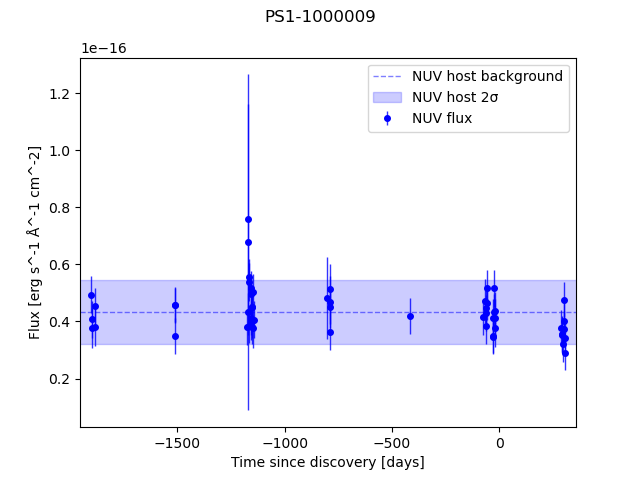 PS1-1000009
1e−16
NUV host background
NUV host 2σ
NUV flux
1.2
1.0
0.8
0.6
0.4
0.2
Flux [erg s^-1 Å^-1 cm^-2]
−1500
−1000
−500
0
Time since discovery [days]